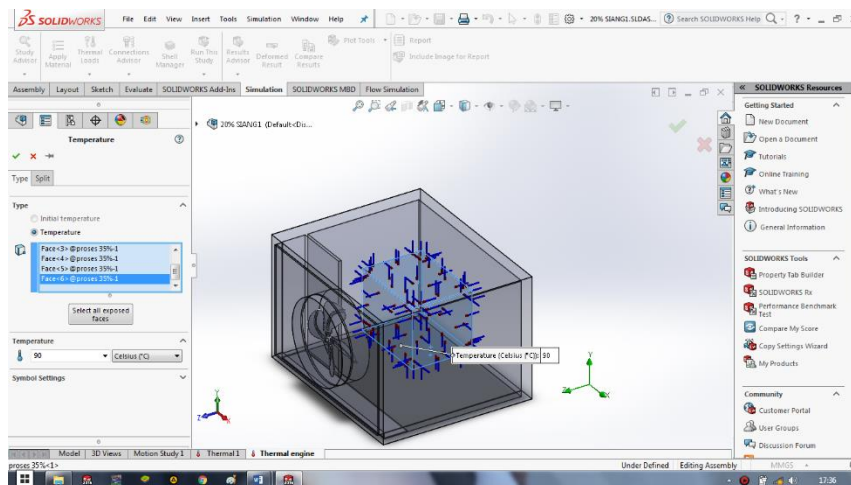 SOLIDWORKS File Edit View Insert Tools Simulation Window Help 20% SIANG1.SLDAS... Search SOLIDWORKS Help
Study Advisor
Apply Material
Thermal Loads
Connections Advisor
Shell Manager
Run This Study
Results Advisor
Deformed Result
Compare Results
Plot Tools
Report
Include Image for Report
Assembly Layout Sketch Evaluate SOLIDWORKS Add-Ins Simulation SOLIDWORKS MBD Flow Simulation
20% SIANG1 (Default<Dis...
Temperature
Type Split
Type
Initial temperature
Temperature
Face<3>@proses 35%-1
Face<4>@proses 35%-1
Face<5>@proses 35%-1
Face<6>@proses 35%-1
Select all exposed faces
Temperature
90 Celsius (°C)
Symbol Settings
Temperature (Celsius (°C)): 90
Y
Z
X
Y
Z
X
SOLIDWORKS Resources
Getting Started
New Document
Open a Document
Tutorials
Online Training
What's New
Introducing SOLIDWORKS
General Information
SOLIDWORKS Tools
Property Tab Builder
SOLIDWORKS Rx
Performance Benchmark Test
Compare My Score
Copy Settings Wizard
My Products
Community
Customer Portal
User Groups
Discussion Forum
Model 3D Views Motion Study 1 Thermal1 Thermal engine
proses 35%<1> Under Defined Editing Assembly MMGS
17:36